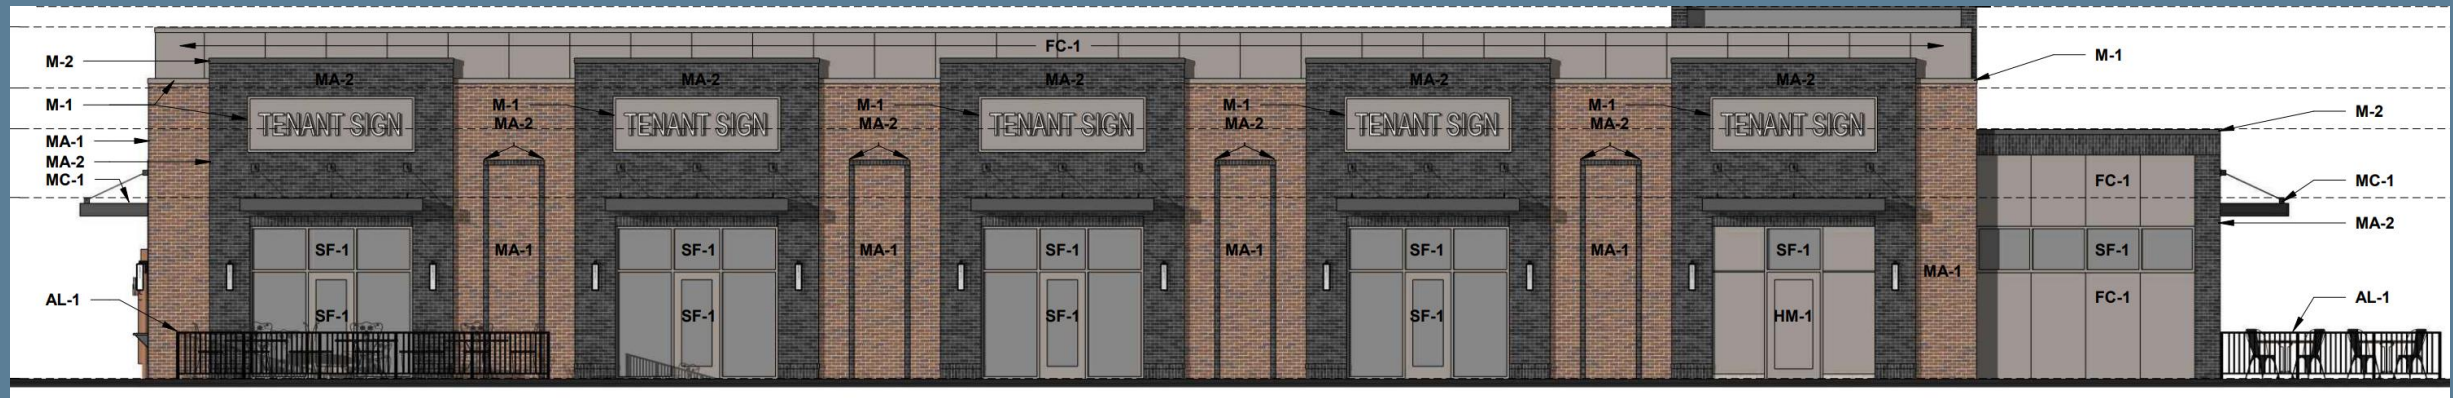 FC-1
M-2
M-1
MA-2
MA-2
MA-2
MA-2
MA-2
M-1
M-1
M-1
M-1
M-1
TENANT SIGN
TENANT SIGN
TENANT SIGN
TENANT SIGN
TENANT SIGN
MA-2
MA-2
MA-2
MA-2
M-2
MA-1
MA-2
MC-1
FC-1
MC-1
MA-2
SF-1
MA-1
SF-1
MA-1
SF-1
MA-1
SF-1
MA-1
SF-1
SF-1
MA-1
AL-1
FC-1
AL-1
SF-1
SF-1
SF-1
SF-1
HM-1